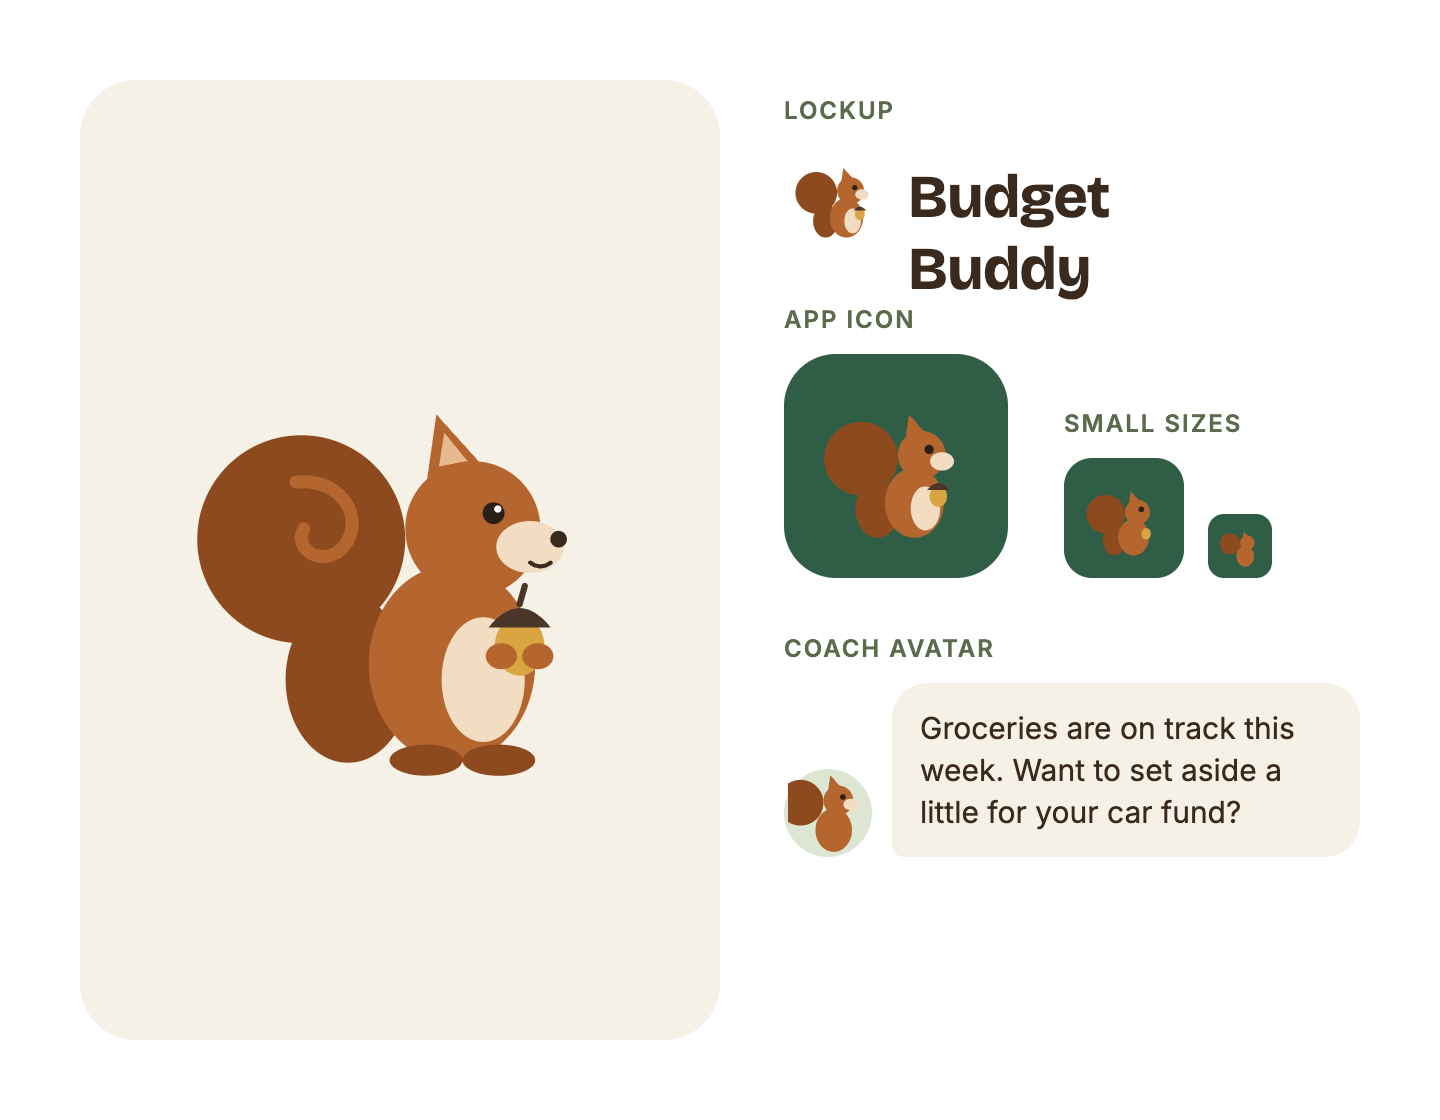 LOCKUP
Budget
Buddy
APP ICON
SMALL SIZES
COACH AVATAR
Groceries are on track this
week. Want to set aside a
little for your car fund?